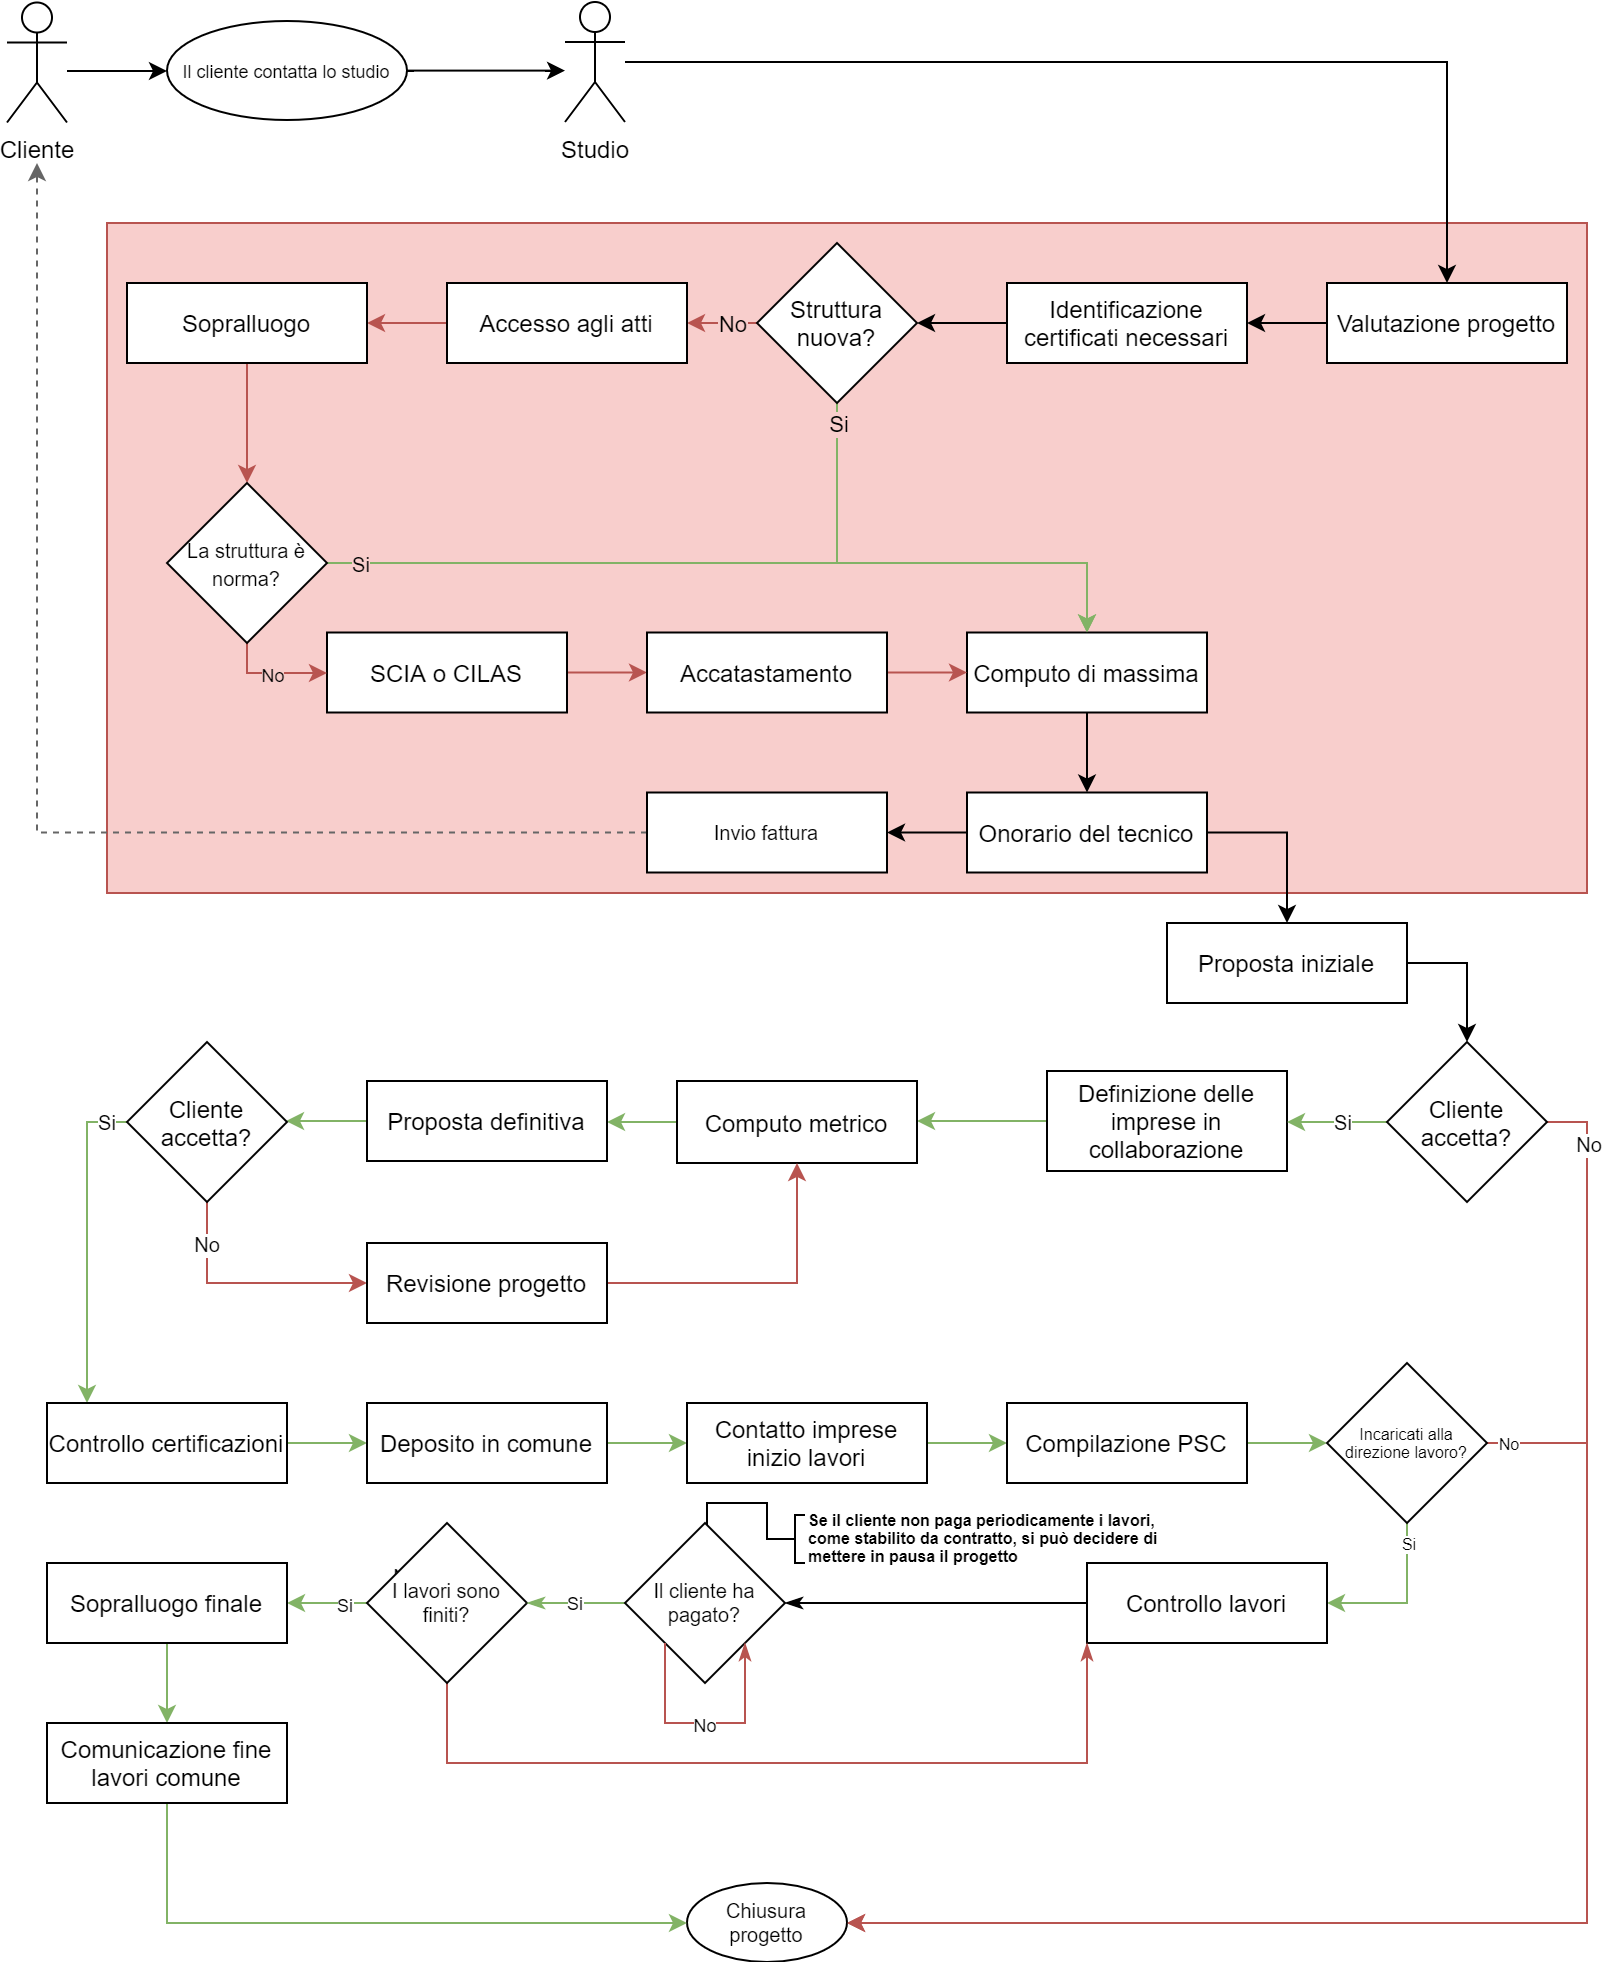 Il cliente contatta lo studio
Cliente
Studio
Sopralluogo
Accesso agli atti
No
Struttura
nuova?
Identificazione
certificati necessari
Valutazione progetto
Si
La struttura è
norma?
Si
No
SCIA o CILAS
Accatastamento
Computo di massima
Invio fattura
Onorario del tecnico
Proposta iniziale
Cliente
accetta?
Si
No
Definizione delle
imprese in
collaborazione
Computo metrico
Proposta definitiva
Cliente
accetta?
Si
No
Revisione progetto
Controllo certificazioni
Deposito in comune
Contatto imprese
inizio lavori
Compilazione PSC
Incaricati alla
direzione lavoro?
No
Si
Se il cliente non paga periodicamente i lavori,
come stabilito da contratto, si può decidere di
mettere in pausa il progetto
Controllo lavori
Il cliente ha
pagato?
Si
No
I lavori sono
finiti?
Si
Sopralluogo finale
Comunicazione fine
lavori comune
Chiusura
progetto